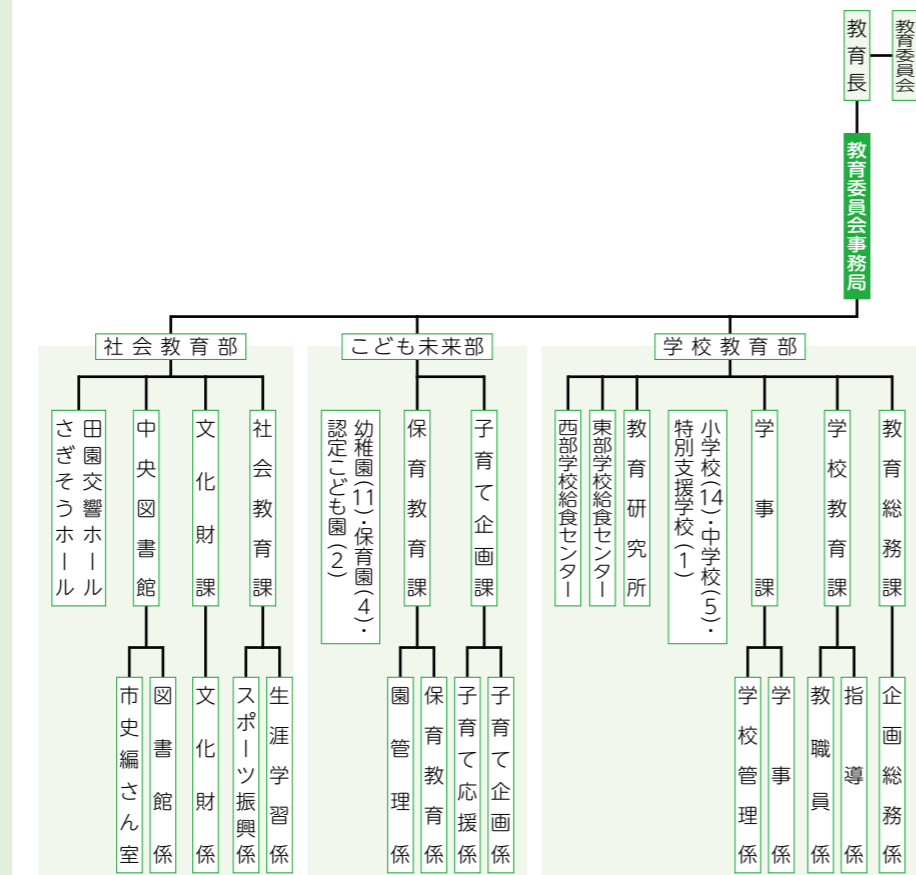 教育委員会
教育長
教育委員会事務局
学校教育部
教育総務課
企画総務係
学校教育課
指導係
教職員係
学事課
学事係
学校管理係
小学校(14)・中学校(5)・
特別支援学校(1)
教育研究所
東部学校給食センター
西部学校給食センター
こども未来部
子育て企画課
子育て企画係
子育て応援係
保育教育課
保育教育係
園管理係
幼稚園(11)・保育園(4)・
認定こども園(2)
社会教育部
社会教育課
生涯学習係
スポーツ振興係
文化財課
文化財係
中央図書館
図書館係
市史編さん室
田園交響ホール
さぎそうホール